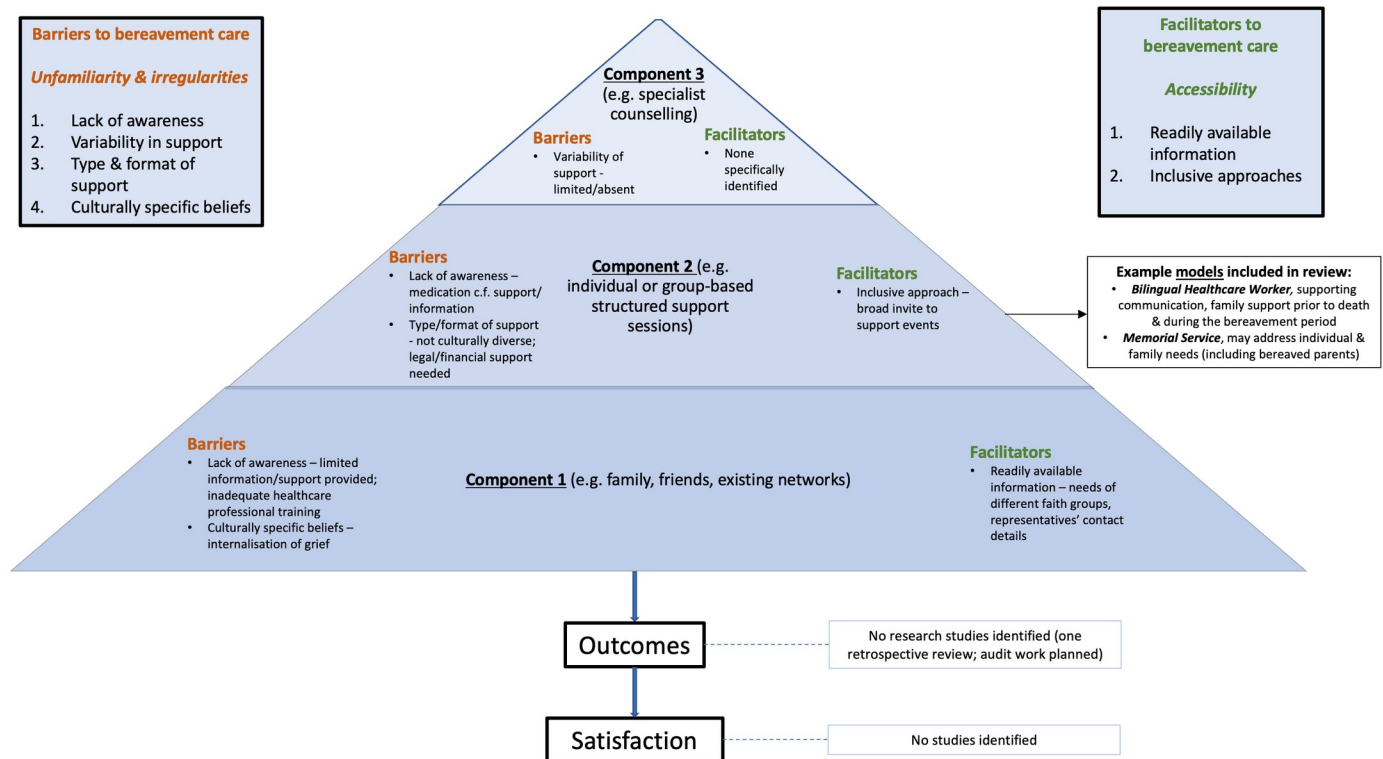 Barriers to bereavement care
Unfamiliarity & irregularities
1. Lack of awareness
2. Variability in support
3. Type & format of
support
4. Culturally specific beliefs
Facilitators to
bereavement care
Accessibility
1. Readily available
information
2. Inclusive approaches
Component 3
(e.g. specialist
counselling)
Barriers
• Variability of
support -
limited/absent
Facilitators
• None
specifically
identified
Barriers
• Lack of awareness –
medication c.f. support/
information
• Type/format of support
- not culturally diverse;
legal/financial support
needed
Component 2 (e.g.
individual or group-based
structured support
sessions)
Facilitators
• Inclusive approach –
broad invite to
support events
Example models included in review:
• Bilingual Healthcare Worker, supporting
communication, family support prior to death
& during the bereavement period
• Memorial Service, may address individual &
family needs (including bereaved parents)
Barriers
• Lack of awareness – limited
information/support provided;
inadequate healthcare
professional training
• Culturally specific beliefs –
internalisation of grief
Component 1 (e.g. family, friends, existing networks)
Facilitators
• Readily available
information – needs of
different faith groups,
representatives' contact
details
Outcomes
No research studies identified (one
retrospective review; audit work planned)
Satisfaction
No studies identified